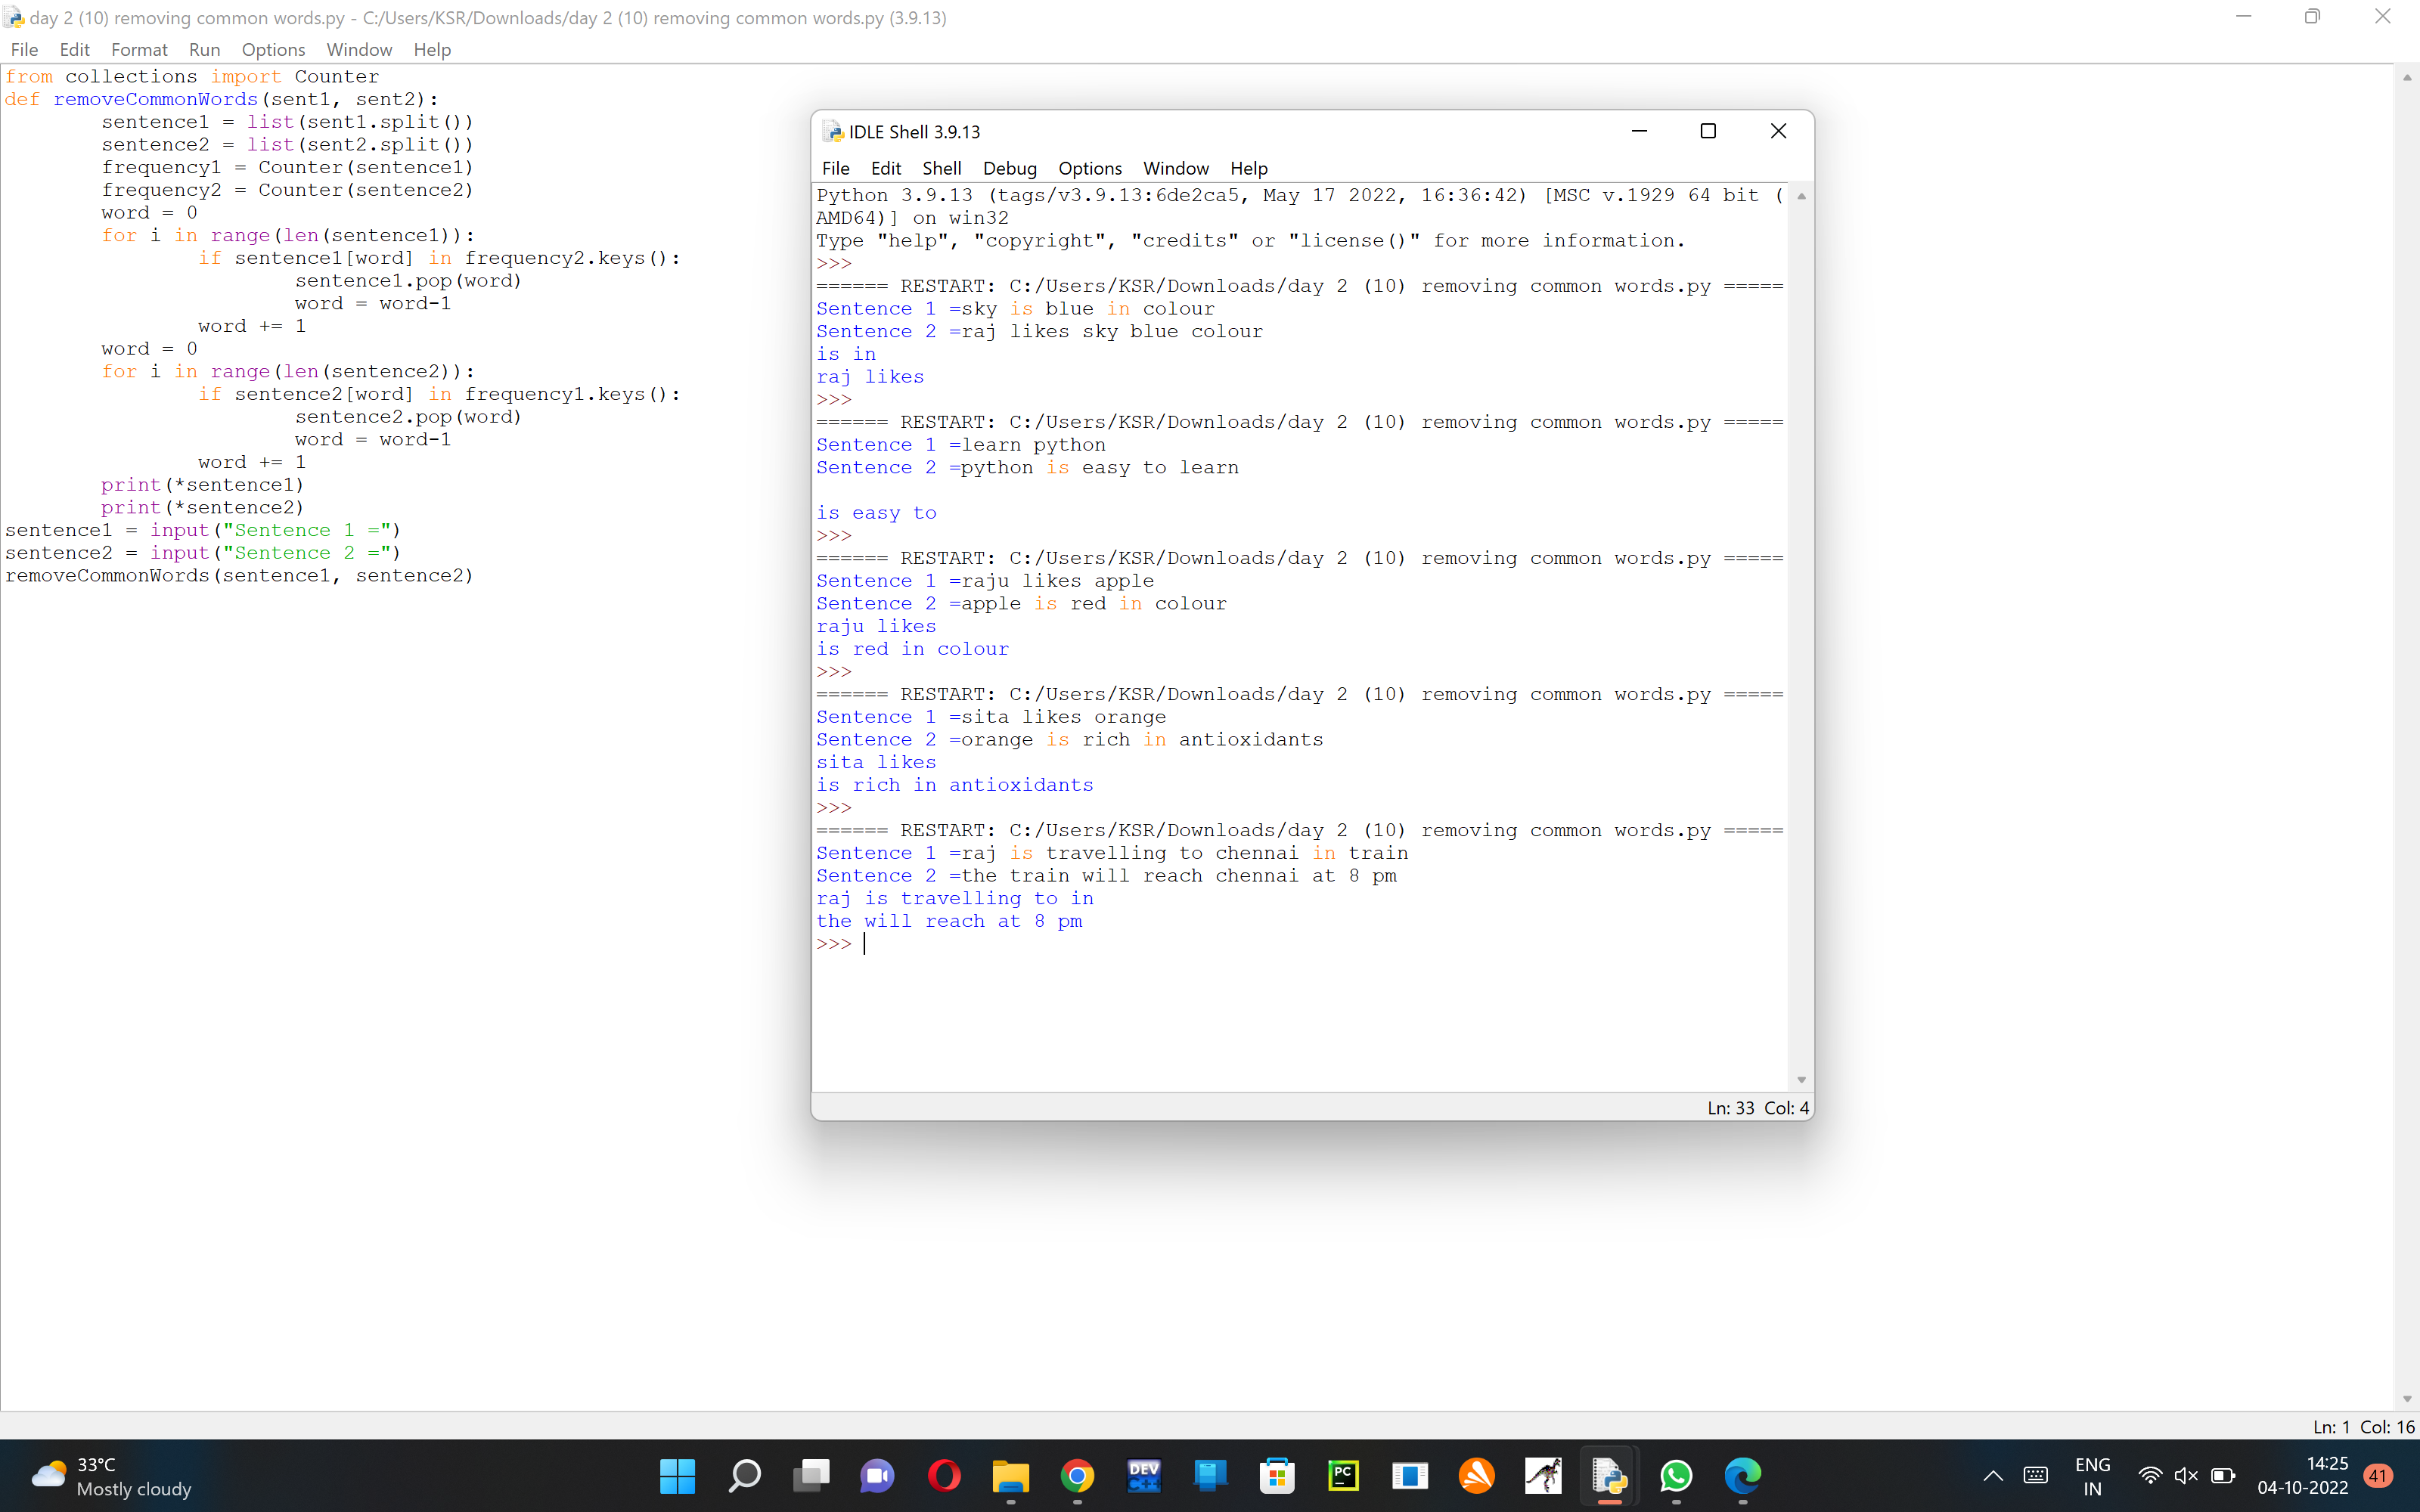 day 2 (10) removing common words.py - C:/Users/KSR/Downloads/day 2 (10) removing common words.py (3.9.13)
File Edit Format Run Options Window Help
from collections import Counter
def removeCommonWords(sent1, sent2):
        sentence1 = list(sent1.split())
        sentence2 = list(sent2.split())
        frequency1 = Counter(sentence1)
        frequency2 = Counter(sentence2)
        word = 0
        for i in range(len(sentence1)):
                if sentence1[word] in frequency2.keys():
                        sentence1.pop(word)
                        word = word-1
                word += 1
        word = 0
        for i in range(len(sentence2)):
                if sentence2[word] in frequency1.keys():
                        sentence2.pop(word)
                        word = word-1
                word += 1
        print(*sentence1)
        print(*sentence2)
sentence1 = input("Sentence 1 =")
sentence2 = input("Sentence 2 =")
removeCommonWords(sentence1, sentence2)
IDLE Shell 3.9.13
File Edit Shell Debug Options Window Help
Python 3.9.13 (tags/v3.9.13:6de2ca5, May 17 2022, 16:36:42) [MSC v.1929 64 bit (
AMD64)] on win32
Type "help", "copyright", "credits" or "license()" for more information.
>>>
====== RESTART: C:/Users/KSR/Downloads/day 2 (10) removing common words.py =====
Sentence 1 =sky is blue in colour
Sentence 2 =raj likes sky blue colour
is in
raj likes
>>>
====== RESTART: C:/Users/KSR/Downloads/day 2 (10) removing common words.py =====
Sentence 1 =learn python
Sentence 2 =python is easy to learn

is easy to
>>>
====== RESTART: C:/Users/KSR/Downloads/day 2 (10) removing common words.py =====
Sentence 1 =raju likes apple
Sentence 2 =apple is red in colour
raju likes
is red in colour
>>>
====== RESTART: C:/Users/KSR/Downloads/day 2 (10) removing common words.py =====
Sentence 1 =sita likes orange
Sentence 2 =orange is rich in antioxidants
sita likes
is rich in antioxidants
>>>
====== RESTART: C:/Users/KSR/Downloads/day 2 (10) removing common words.py =====
Sentence 1 =raj is travelling to chennai in train
Sentence 2 =the train will reach chennai at 8 pm
raj is travelling to in
the will reach at 8 pm
>>>
Ln: 33 Col: 4
Ln: 1 Col: 16
33°C
Mostly cloudy
DEV
C++
PC
ENG
IN
14:25
04-10-2022
41